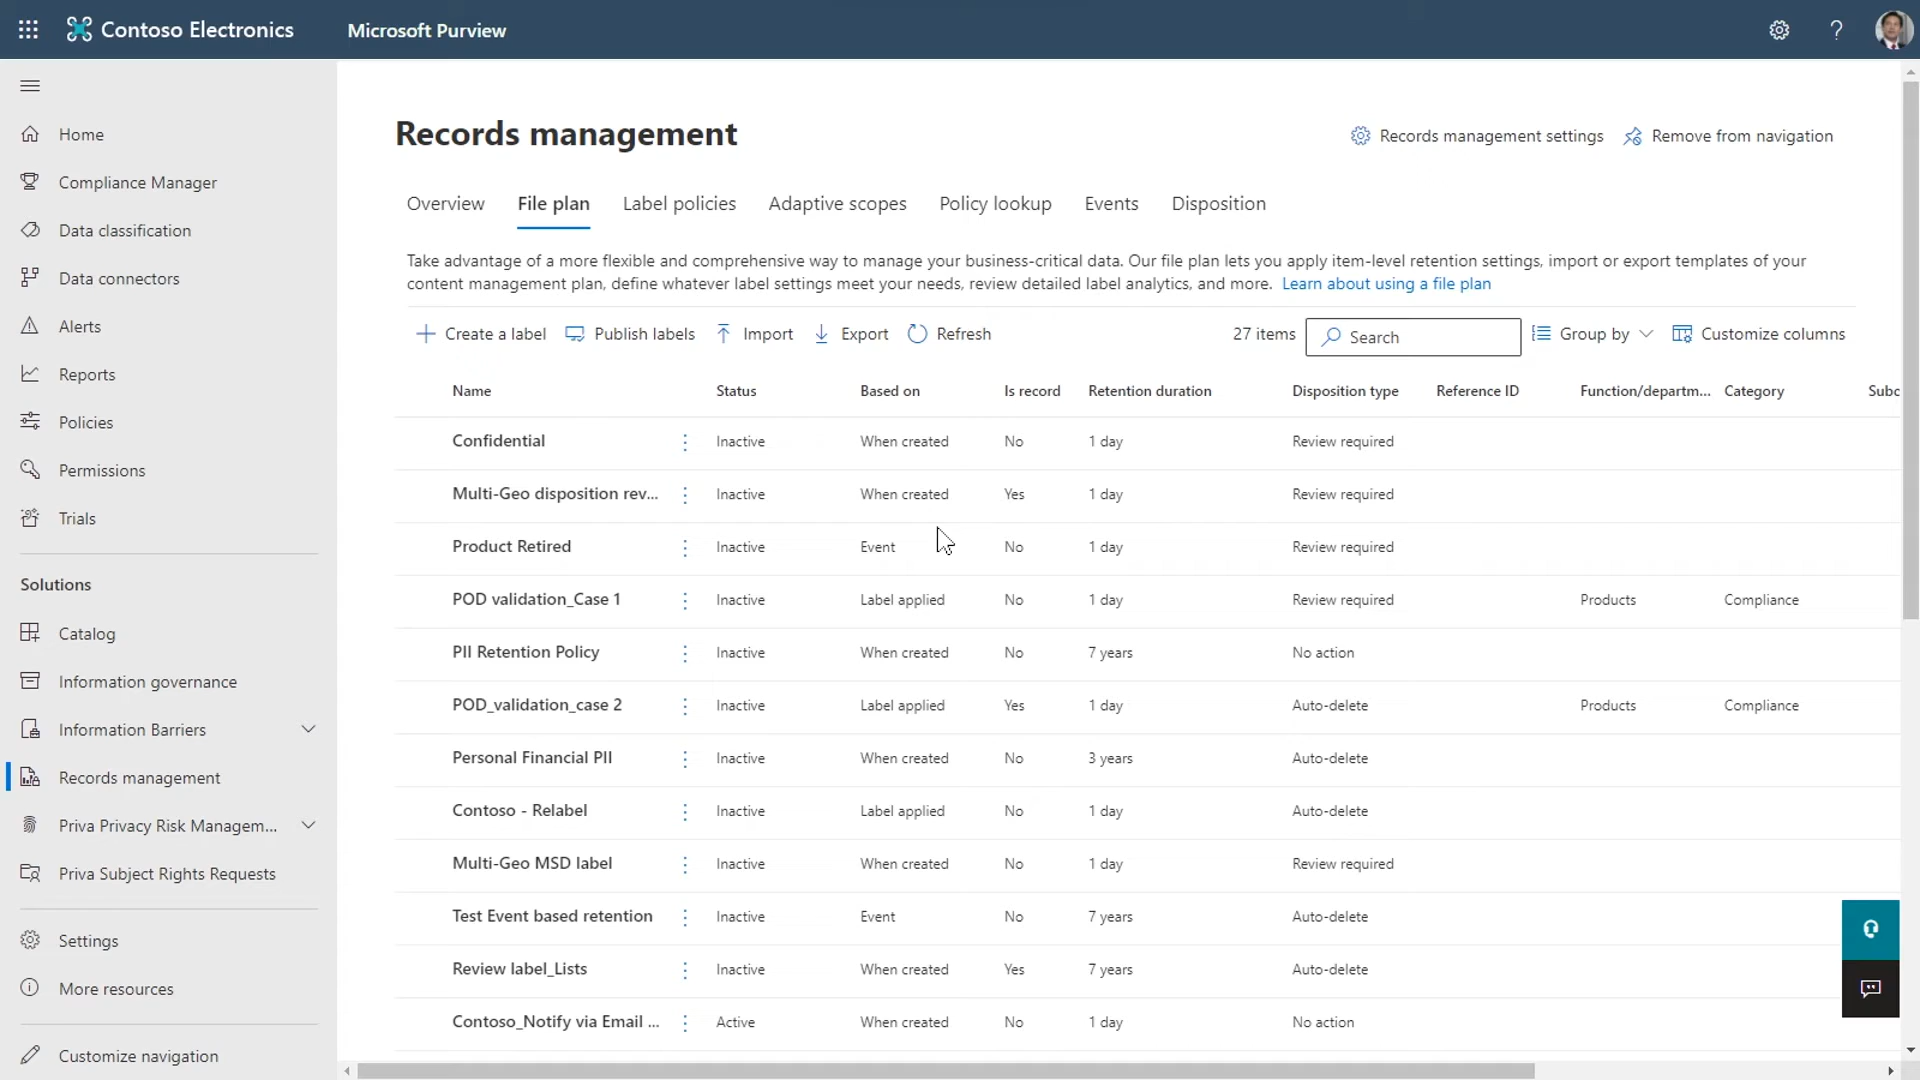 Contoso Electronics
Microsoft Purview
Home
Compliance Manager
Data classification
Data connectors
Alerts
Reports
Policies
Permissions
Trials
Solutions
Catalog
Information governance
Information Barriers
Records management
Priva Privacy Risk Managem...
Priva Subject Rights Requests
Settings
More resources
Customize navigation
Records management
Records management settings
Remove from navigation
Overview File plan Label policies Adaptive scopes Policy lookup Events Disposition
Take advantage of a more flexible and comprehensive way to manage your business-critical data. Our file plan lets you apply item-level retention settings, import or export templates of your
content management plan, define whatever label settings meet your needs, review detailed label analytics, and more. Learn about using a file plan
Create a label Publish labels Import Export Refresh 27 items Search Group by Customize columns
Name Status Based on Is record Retention duration Disposition type Reference ID Function/departm... Category Subc
Confidential Inactive When created No 1 day Review required
Multi-Geo disposition rev... Inactive When created Yes 1 day Review required
Product Retired Inactive Event No 1 day Review required
POD validation_Case 1 Inactive Label applied No 1 day Review required Products Compliance
PII Retention Policy Inactive When created No 7 years No action
POD_validation_case 2 Inactive Label applied Yes 1 day Auto-delete Products Compliance
Personal Financial PII Inactive When created No 3 years Auto-delete
Contoso - Relabel Inactive Label applied No 1 day Auto-delete
Multi-Geo MSD label Inactive When created No 1 day Review required
Test Event based retention Inactive Event No 7 years Auto-delete
Review label_Lists Inactive When created Yes 7 years Auto-delete
Contoso_Notify via Email ... Active When created No 1 day No action